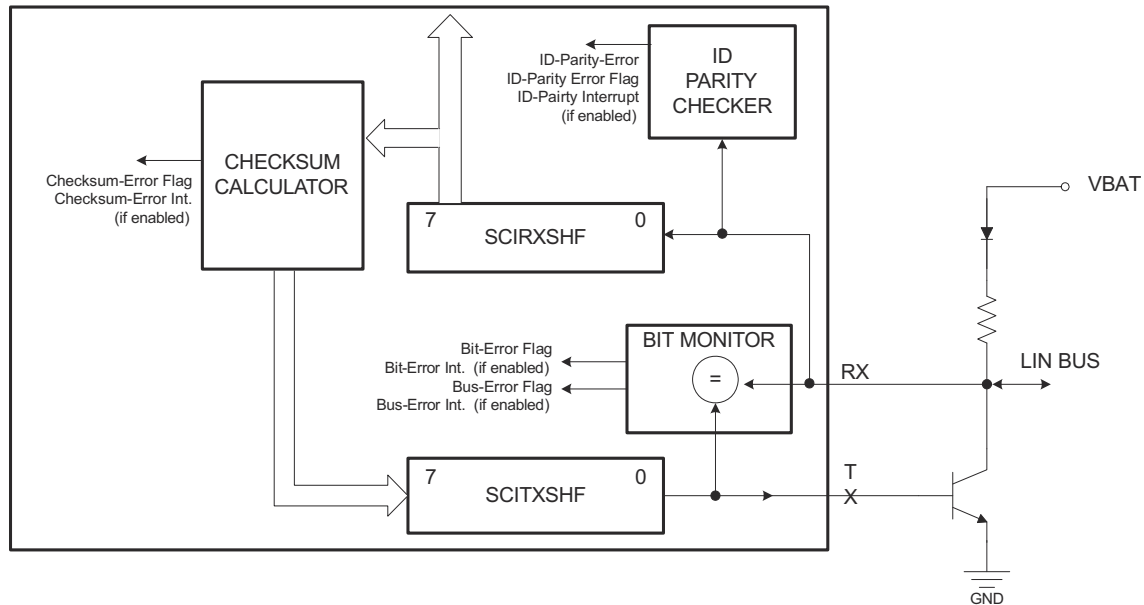 ID-Parity-Error
ID-Parity Error Flag
ID-Pairty Interrupt
(if enabled)
ID
PARITY
CHECKER
CHECKSUM
CALCULATOR
Checksum-Error Flag
Checksum-Error Int.
(if enabled)
7 0
SCIRXSHF
VBAT
BIT MONITOR
=
Bit-Error Flag
Bit-Error Int. (if enabled)
Bus-Error Flag
Bus-Error Int. (if enabled)
RX
LIN BUS
7 0
SCITXSHF
T
X
GND